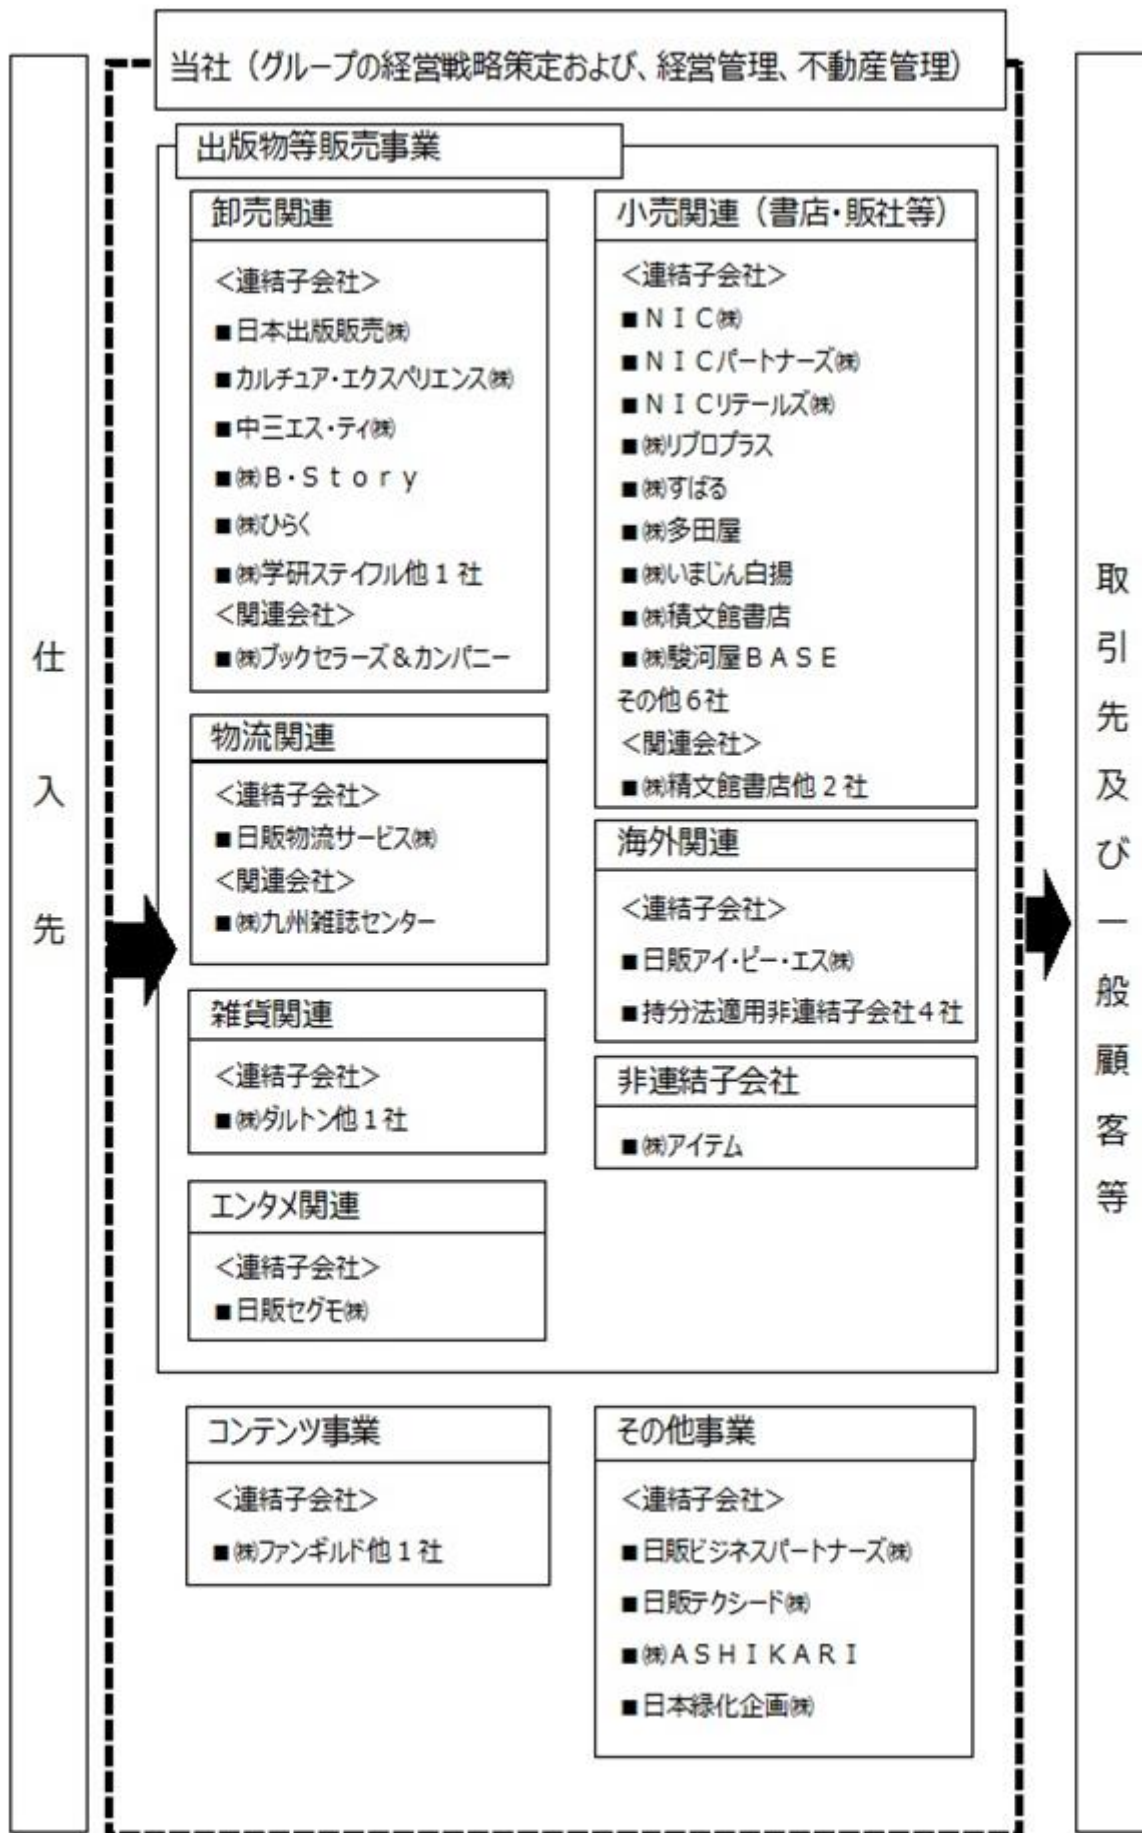 当社（グループの経営戦略策定および、経営管理、不動産管理）
仕入先
出版物等販売事業
卸売関連
＜連結子会社＞
■日本出版販売㈱
■カルチュア・エクスペリエンス㈱
■中三エス・ティ㈱
■㈱Ｂ・Ｓｔｏｒｙ
■㈱ひらく
■㈱学研ステイフル他１社
＜関連会社＞
■㈱ブックセラーズ＆カンパニー
物流関連
＜連結子会社＞
■日販物流サービス㈱
＜関連会社＞
■㈱九州雑誌センター
雑貨関連
＜連結子会社＞
■㈱ダルトン他１社
エンタメ関連
＜連結子会社＞
■日販セグモ㈱
小売関連（書店・販社等）
＜連結子会社＞
■ＮＩＣ㈱
■ＮＩＣパートナーズ㈱
■ＮＩＣリテールズ㈱
■㈱リブロプラス
■㈱すばる
■㈱多田屋
■㈱いまじん白揚
■㈱積文館書店
■㈱駿河屋ＢＡＳＥ
その他６社
＜関連会社＞
■㈱精文館書店他２社
海外関連
＜連結子会社＞
■日販アイ・ピー・エス㈱
■持分法適用非連結子会社４社
非連結子会社
■㈱アイテム
コンテンツ事業
＜連結子会社＞
■㈱ファンギルド他１社
その他事業
＜連結子会社＞
■日販ビジネスパートナーズ㈱
■日販テクシード㈱
■㈱ＡＳＨＩＫＡＲＩ
■日本緑化企画㈱
取引先及び一般顧客等